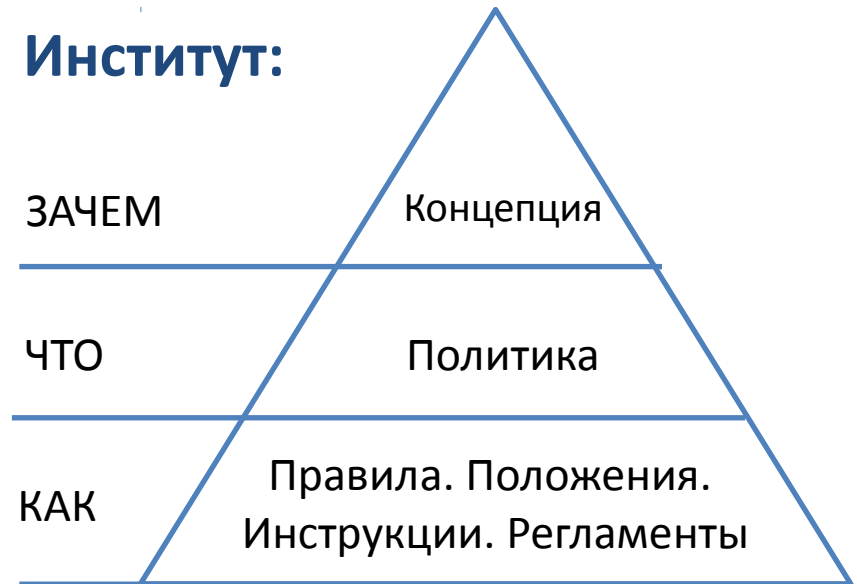 Институт:
ЗАЧЕМ
Концепция
ЧТО
Политика
КАК
Правила. Положения.
Инструкции. Регламенты